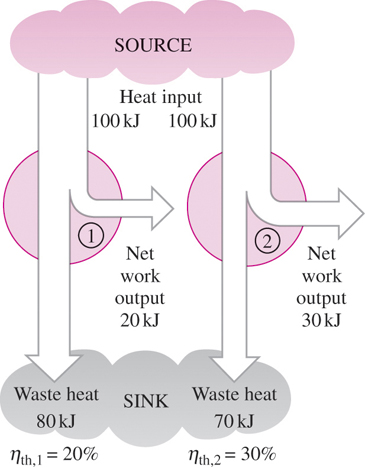 SOURCE
Heat input
100 kJ 100 kJ
1
2
Net
work
output
20 kJ
Net
work
output
30 kJ
Waste heat
80 kJ
SINK
Waste heat
70 kJ
ηth,1 = 20%
ηth,2 = 30%